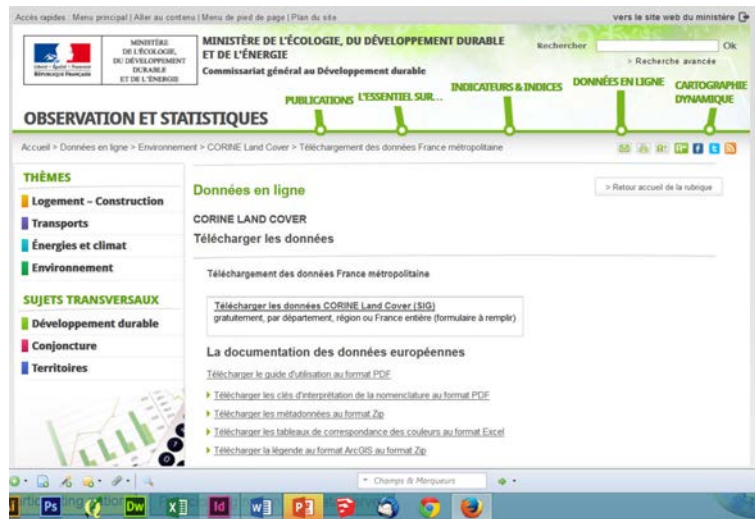 Accès rapides : Menu principal | Aller au contenu | Menu de pied de page | Plan du site
vers le site web du ministère
Liberté • Égalité • Fraternité
RÉPUBLIQUE FRANÇAISE
MINISTÈRE
DE L'ÉCOLOGIE,
DU DÉVELOPPEMENT
DURABLE
ET DE L'ÉNERGIE
MINISTÈRE DE L'ÉCOLOGIE, DU DÉVELOPPEMENT DURABLE
ET DE L'ÉNERGIE
Commissariat général au Développement durable
Rechercher
Ok
> Recherche avancée
OBSERVATION ET STATISTIQUES
PUBLICATIONS
L'ESSENTIEL SUR...
INDICATEURS & INDICES
DONNÉES EN LIGNE
CARTOGRAPHIE
DYNAMIQUE
Accueil > Données en ligne > Environnement > CORINE Land Cover > Téléchargement des données France métropolitaine
THÈMES
Logement – Construction
Transports
Énergies et climat
Environnement
SUJETS TRANSVERSAUX
Développement durable
Conjoncture
Territoires
Données en ligne
> Retour accueil de la rubrique
CORINE LAND COVER
Télécharger les données
Téléchargement des données France métropolitaine
Télécharger les données CORINE Land Cover (SIG)
gratuitement, par département, région ou France entière (formulaire à remplir)
La documentation des données européennes
Télécharger le guide d'utilisation au format PDF
Télécharger les clés d'interprétation de la nomenclature au format PDF
Télécharger les métadonnées au format Zip
Télécharger les tableaux de correspondance des couleurs au format Excel
Télécharger la légende au format ArcGIS au format Zip
Champs & Marqueurs
Ps
Dw
X
Id
W
P